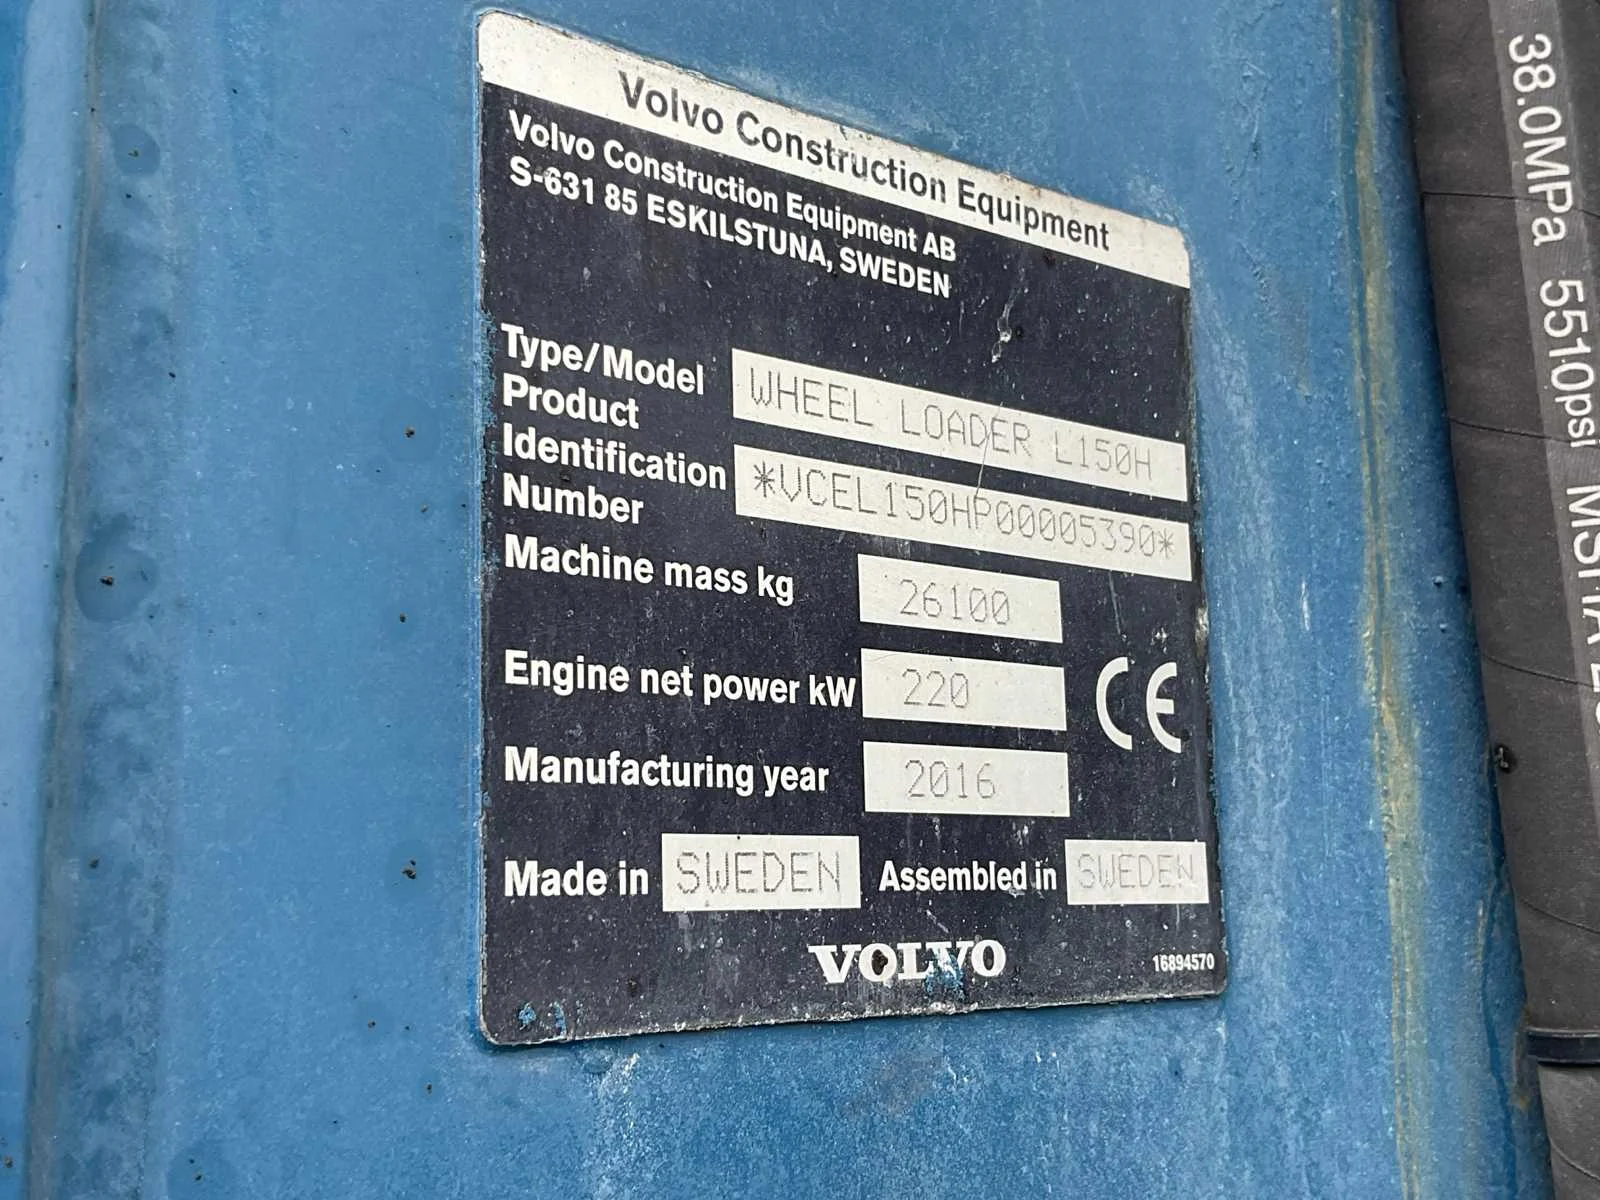 Volvo Construction Equipment
Volvo Construction Equipment AB
S-631 85 ESKILSTUNA, SWEDEN
Type/Model WHEEL LOADER L150H
Product
Identification
Number *VCEL150HP00005390*
Machine mass kg 26100
Engine net power kW 220
CE
Manufacturing year 2016
Made in SWEDEN Assembled in SWEDEN
VOLVO
16894570
38.0MPa 5510psi